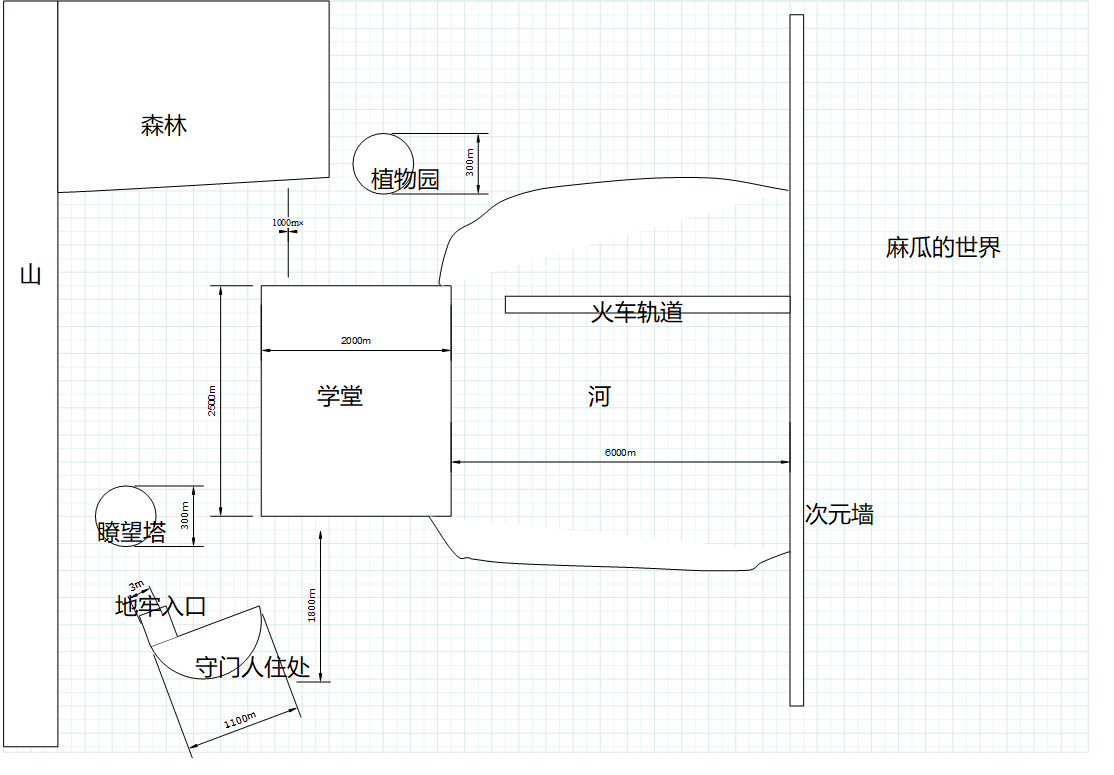 森林
植物园
300m
1000m×
麻瓜的世界
山
火车轨道
2000m
学堂
2500m
河
6000m
次元墙
瞭望塔
300m
3m
地牢入口
1800m
守门人住处
1100m